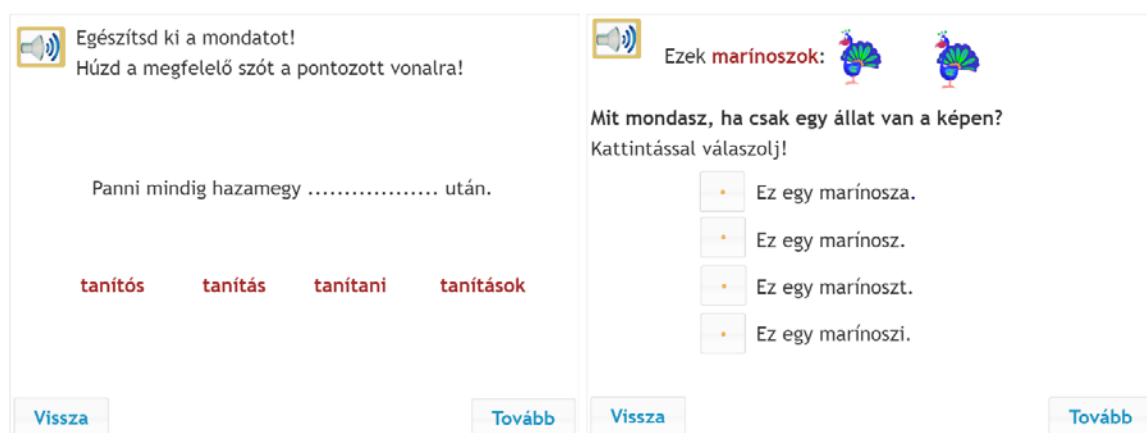 Egészítsd ki a mondatot!
Húzd a megfelelő szót a pontozott vonalra!
Panni mindig hazamegy .................. után.
tanítós tanítás tanítani tanítások
Vissza Tovább
Ezek marínoszok:
Mit mondasz, ha csak egy állat van a képen?
Kattintással válaszolj!
Ez egy marínosza.
Ez egy marínosz.
Ez egy marínoszt.
Ez egy marínoszi.
Vissza Tovább